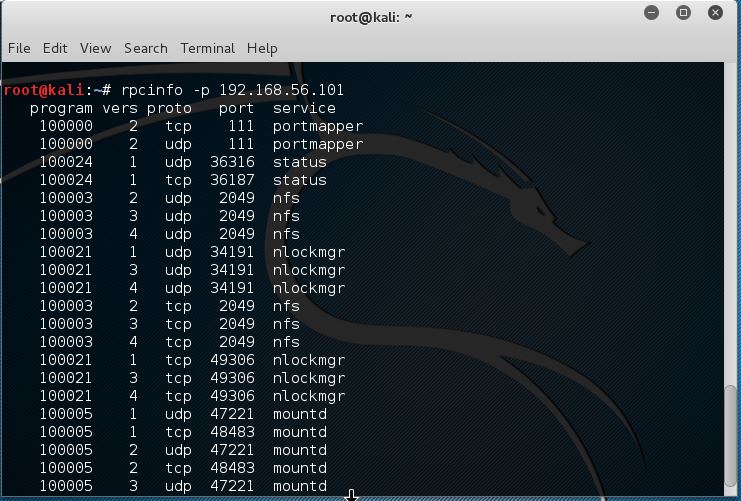 root@kali: ~
File Edit View Search Terminal Help
root@kali:~# rpcinfo -p 192.168.56.101
   program vers proto   port  service
    100000    2   tcp    111  portmapper
    100000    2   udp    111  portmapper
    100024    1   udp  36316  status
    100024    1   tcp  36187  status
    100003    2   udp   2049  nfs
    100003    3   udp   2049  nfs
    100003    4   udp   2049  nfs
    100021    1   udp  34191  nlockmgr
    100021    3   udp  34191  nlockmgr
    100021    4   udp  34191  nlockmgr
    100003    2   tcp   2049  nfs
    100003    3   tcp   2049  nfs
    100003    4   tcp   2049  nfs
    100021    1   tcp  49306  nlockmgr
    100021    3   tcp  49306  nlockmgr
    100021    4   tcp  49306  nlockmgr
    100005    1   udp  47221  mountd
    100005    1   tcp  48483  mountd
    100005    2   udp  47221  mountd
    100005    2   tcp  48483  mountd
    100005    3   udp  47221  mountd